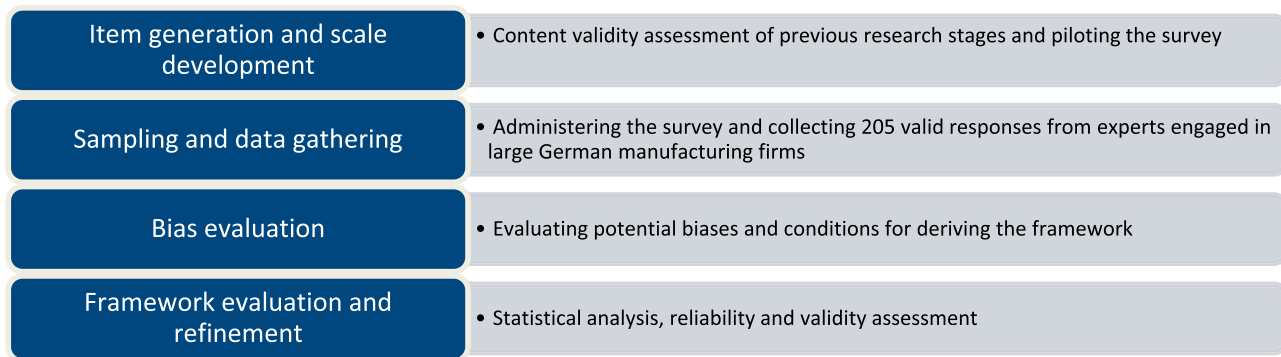 Item generation and scale
development
• Content validity assessment of previous research stages and piloting the survey
Sampling and data gathering
• Administering the survey and collecting 205 valid responses from experts engaged in
large German manufacturing firms
Bias evaluation
• Evaluating potential biases and conditions for deriving the framework
Framework evaluation and
refinement
• Statistical analysis, reliability and validity assessment